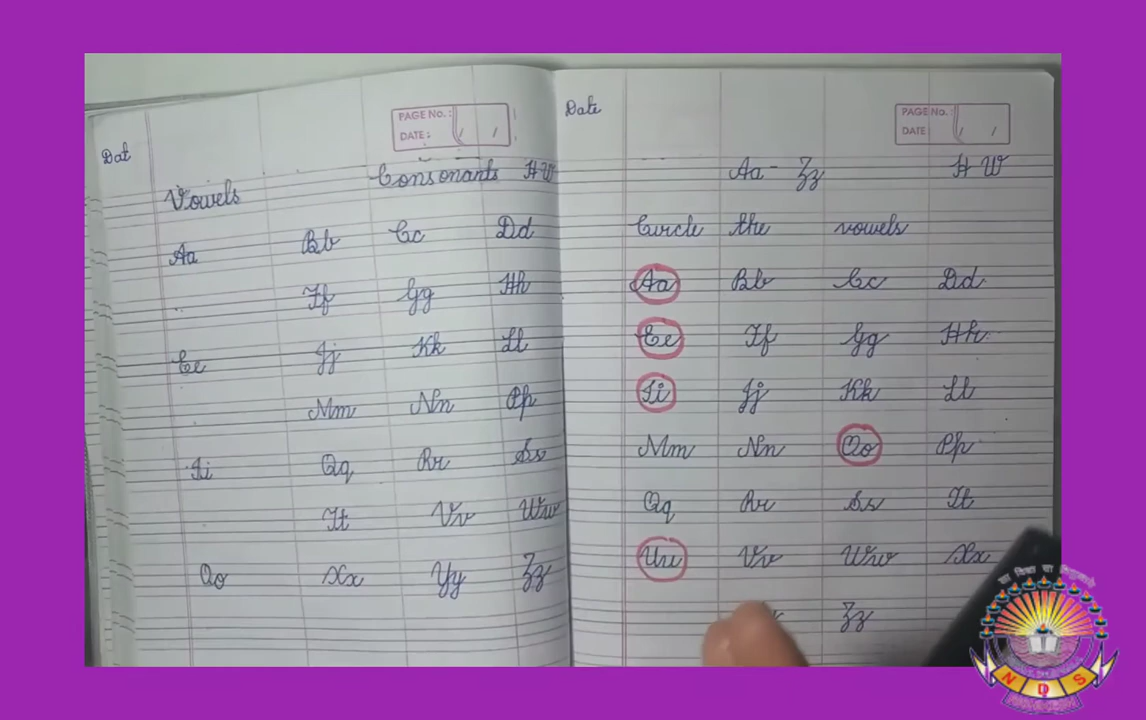 PAGE No.:
DATE:
Dat
Vowels Consonants H W
Aa Bb Cc Dd
Ff Gg Hh
Ee Jj Kk Ll
Mm Nn Pp
Ii Qq Rr Ss
Tt Vv Ww
Oo Xx Yy Zz
Date
PAGE No.:
DATE
Aa - Zz H W
Circle the vowels
Aa Bb Cc Dd
Ee Ff Gg Hh
Ii Jj Kk Ll
Mm Nn Oo Pp
Qq Rr Ss Tt
Uu Vv Ww Xx
Zz
N D S